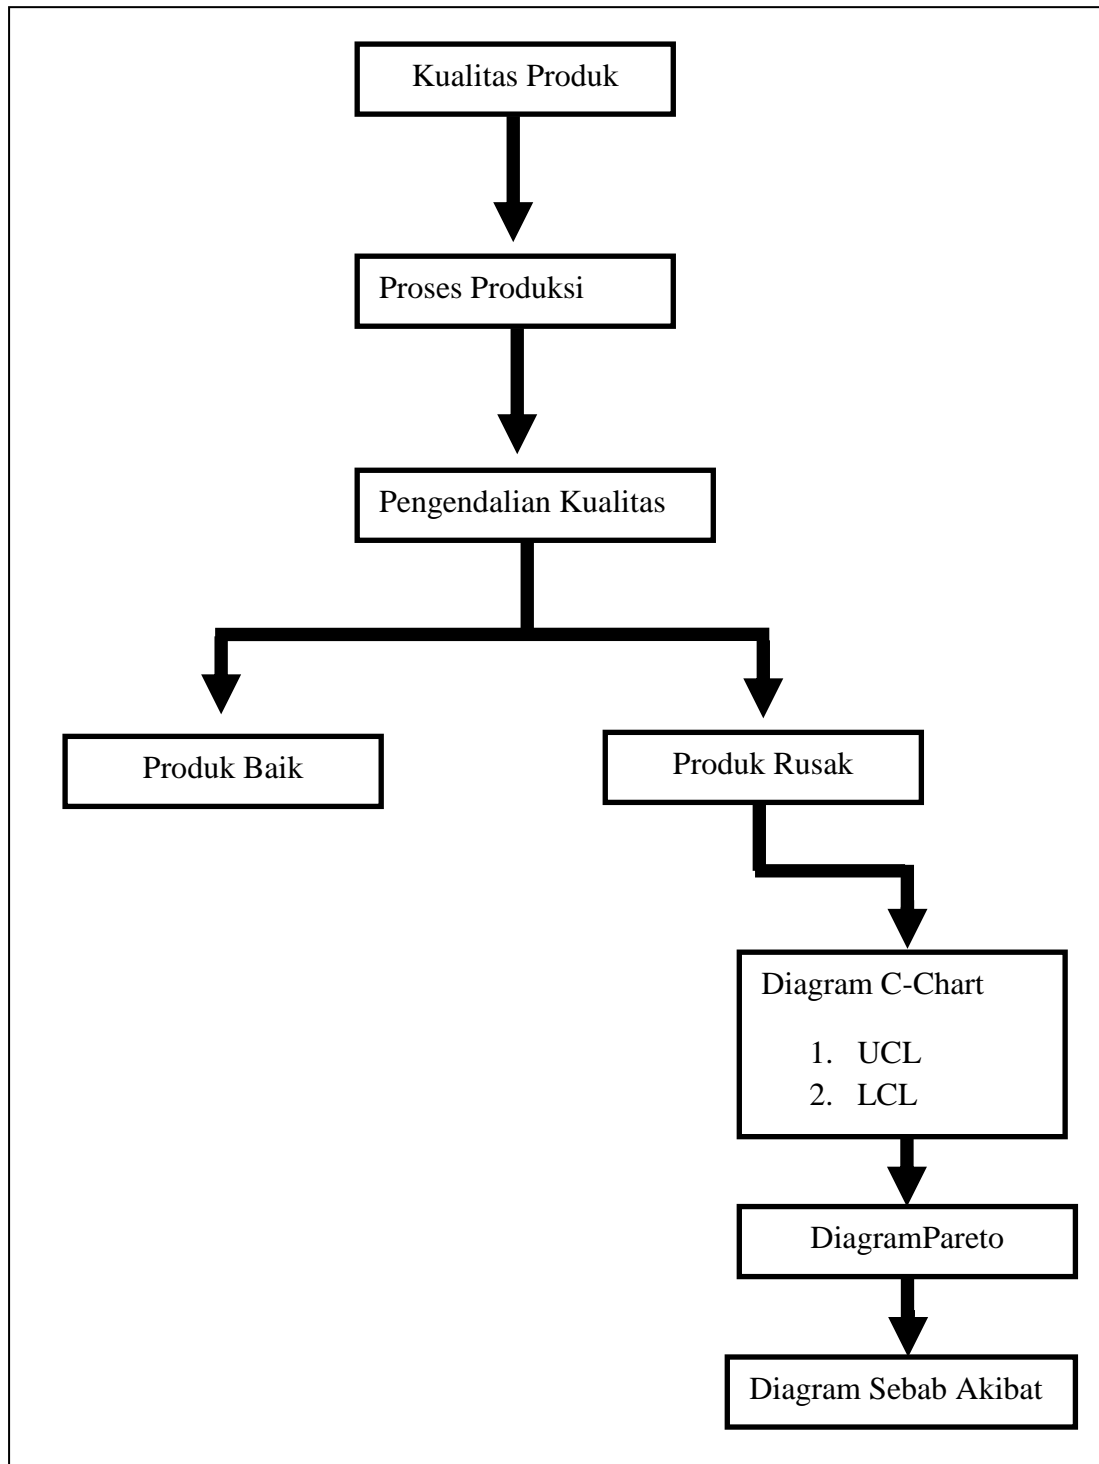 Kualitas Produk
Proses Produksi
Pengendalian Kualitas
Produk Baik
Produk Rusak
Diagram C-Chart
1. UCL
2. LCL
DiagramPareto
Diagram Sebab Akibat